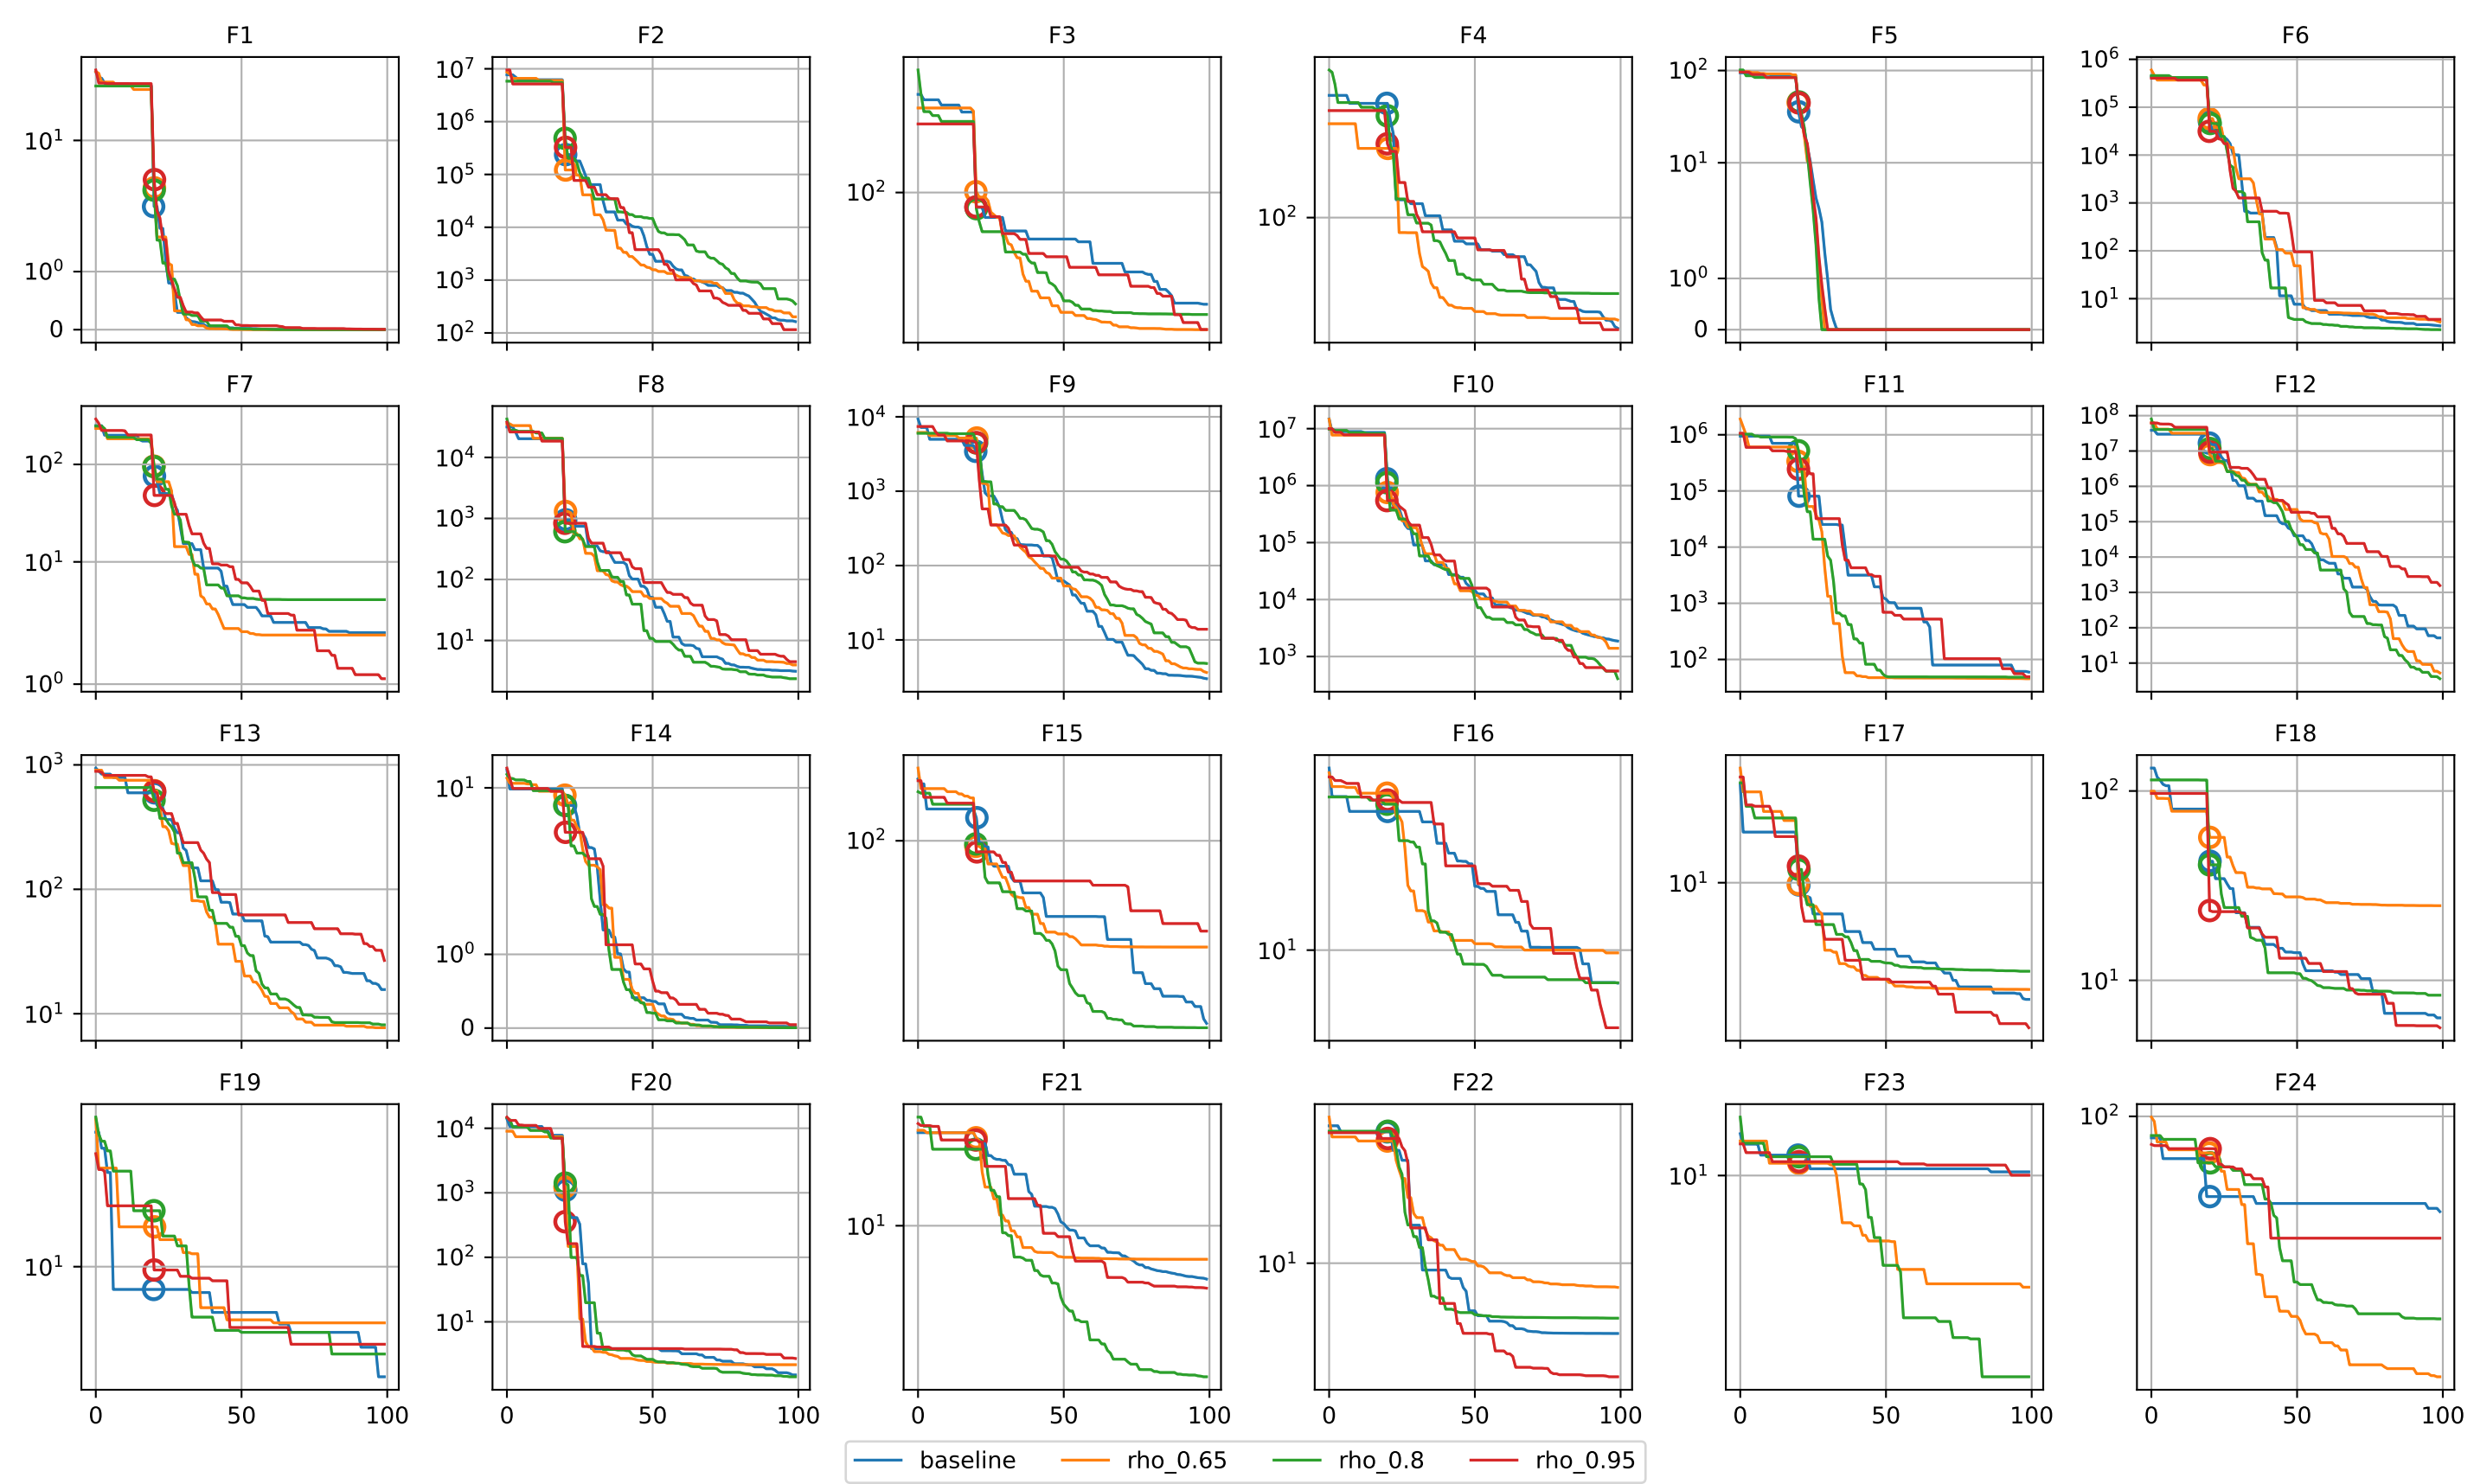 F1 F2 F3 F4 F5 F6
10¹ 10⁰ 0
10⁷ 10⁶ 10⁵ 10⁴ 10³ 10²
10²
10²
10² 10¹ 10⁰ 0
10⁶ 10⁵ 10⁴ 10³ 10² 10¹
F7 F8 F9 F10 F11 F12
10² 10¹ 10⁰
10⁴ 10³ 10² 10¹
10⁴ 10³ 10² 10¹
10⁷ 10⁶ 10⁵ 10⁴ 10³
10⁶ 10⁵ 10⁴ 10³ 10²
10⁸ 10⁷ 10⁶ 10⁵ 10⁴ 10³ 10² 10¹
F13 F14 F15 F16 F17 F18
10³ 10² 10¹
10¹ 10⁰ 0
10²
10¹
10¹
10² 10¹
F19 F20 F21 F22 F23 F24
10¹
10⁴ 10³ 10² 10¹
10¹
10¹
10¹
10²
0 50 100 0 50 100 0 50 100 0 50 100 0 50 100 0 50 100
baseline rho_0.65 rho_0.8 rho_0.95